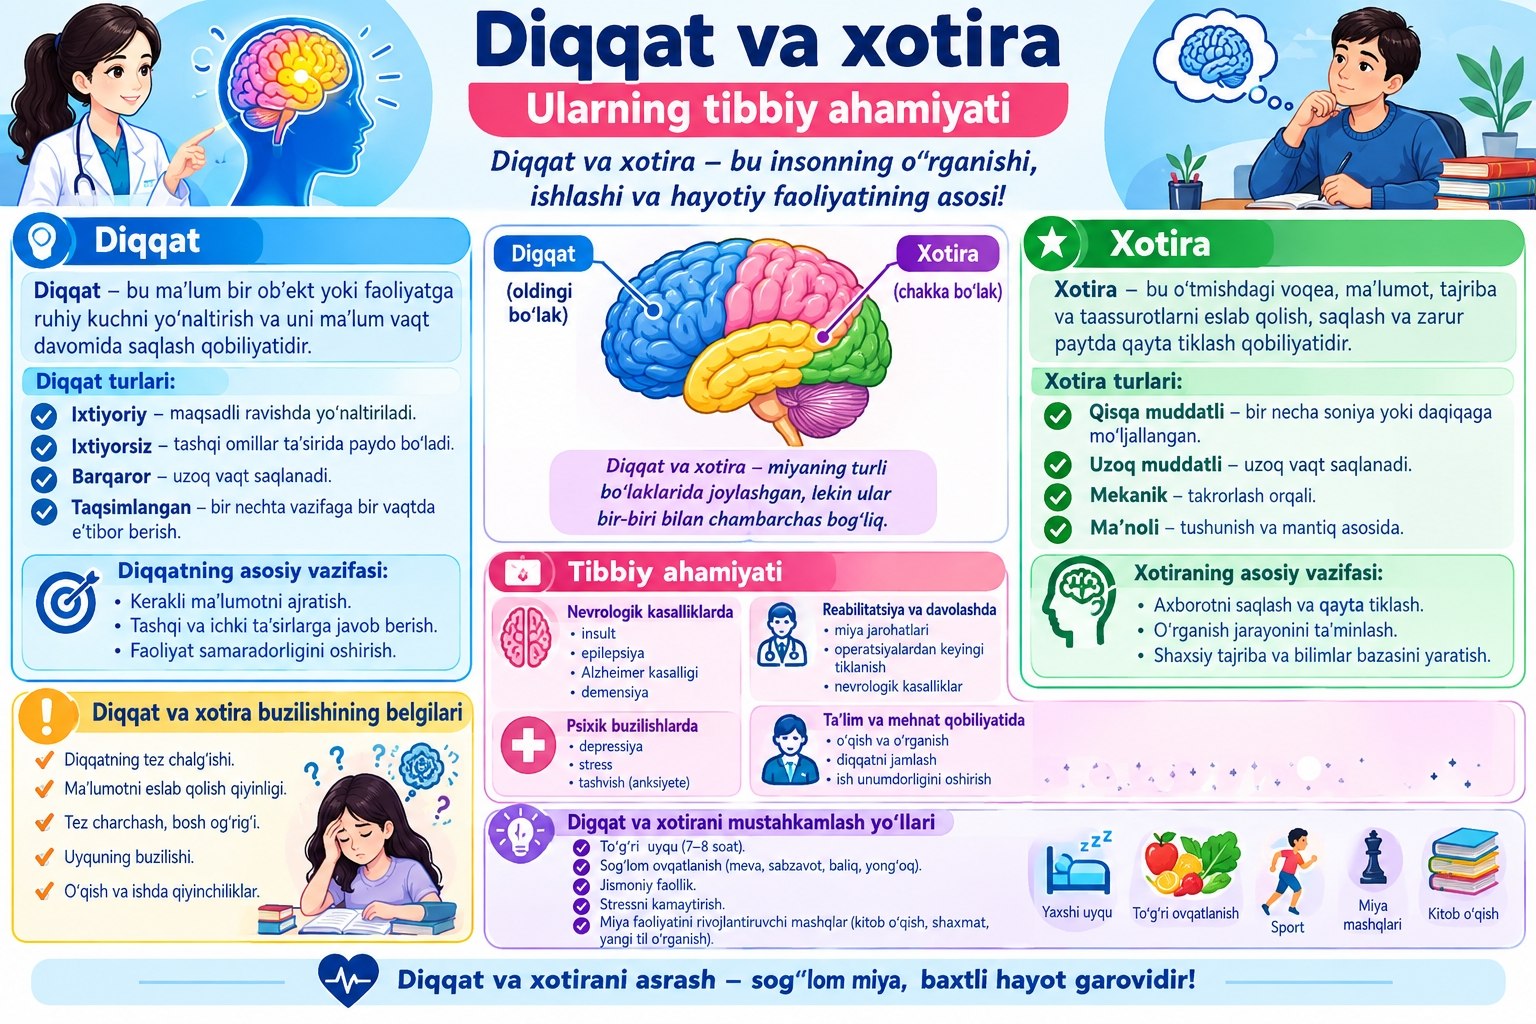 Diqqat va xotira
Ularning tibbiy ahamiyati
Diqqat va xotira – bu insonning o“rganishi,
ishlashi va hayotiy faoliyatining asosi!
Diqqat
Diqqat – bu ma’lum bir ob’ekt yoki faoliyatga
ruhiy kuchni yo‘naltirish va uni ma’lum vaqt
davomida saqlash qobiliyatidir.
Diqqat turlari:
Ixtiyoriy – maqsadli ravishda yo‘naltiriladi.
Ixtiyorsiz – tashqi omillar ta’sirida paydo bo‘ladi.
Barqaror – uzoq vaqt saqlanadi.
Taqsimlangan – bir nechta vazifaga bir vaqtda
e’tibor berish.
Diqqatning asosiy vazifasi:
• Kerakli ma’lumotni ajratish.
• Tashqi va ichki ta’sirlarga javob berish.
• Faoliyat samaradorligini oshirish.
Digqat
(oldingi
bo‘lak)
Xotira
(chakka bo‘lak)
Diqqat va xotira – miyaning turli
bo‘laklarida joylashgan, lekin ular
bir-biri bilan chambarchas bog‘liq.
Xotira
Xotira – bu o‘tmishdagi voqea, ma’lumot, tajriba
va taassurotlarni eslab qolish, saqlash va zarur
paytda qayta tiklash qobiliyatidir.
Xotira turlari:
Qisqa muddatli – bir necha soniya yoki daqiqaga
mo‘ljallangan.
Uzoq muddatli – uzoq vaqt saqlanadi.
Mekanik – takrorlash orqali.
Ma’noli – tushunish va mantiq asosida.
Xotiraning asosiy vazifasi:
• Axborotni saqlash va qayta tiklash.
• O‘rganish jarayonini ta’minlash.
• Shaxsiy tajriba va bilimlar bazasini yaratish.
Tibbiy ahamiyati
Nevrologik kasalliklarda
• insult
• epilepsiya
• Alzheimer kasalligi
• demensiya
Reabilitatsiya va davolashda
• miya jarohatlari
• operatsiyalardan keyingi
tiklanish
• nevrologik kasalliklar
Psixik buzilishlarda
• depressiya
• stress
• tashvish (anksiyete)
Ta’lim va mehnat qobiliyatida
• o‘qish va o‘rganish
• diqqatni jamlash
• ish unumdorligini oshirish
! Diqqat va xotira buzilishining belgilari
Diqqatning tez chalg‘ishi.
Ma’lumotni eslab qolish qiyinligi.
Tez charchash, bosh og‘rig‘i.
Uyquning buzilishi.
O‘qish va ishda qiyinchiliklar.
? ? ? ?
Digqat va xotirani mustahkamlash yo‘llari
To‘g‘ri uyqu (7–8 soat).
Sog‘lom ovqatlanish (meva, sabzavot, baliq, yong‘oq).
Jismoniy faollik.
Stressni kamaytirish.
Miya faoliyatini rivojlantiruvchi mashqlar (kitob o‘qish, shaxmat,
yangi til o‘rganish).
zzz
Yaxshi uyqu
To‘g‘ri ovqatlanish
Sport
Miya
mashqlari
Kitob o‘qish
Diqqat va xotirani asrash – sog“lom miya, baxtli hayot garovidir!